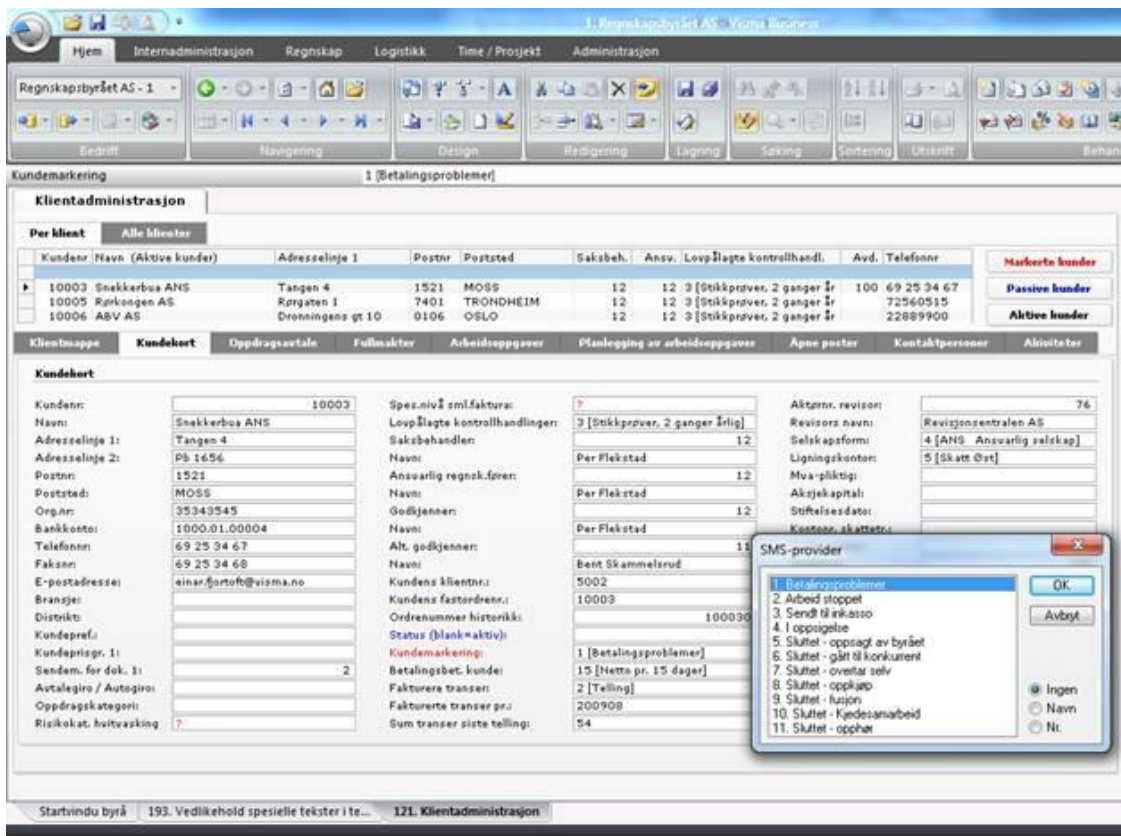 1. Regnskapsbyrået AS - Visma Business
Hjem Internadministrasjon Regnskap Logistikk Time / Prosjekt Administrasjon
Regnskapsbyrået AS - 1
Bedrift Navigering Design Redigering Lagring Søking Sortering Utskrift
Kundemarkering 1 [Betalingsproblemer]
Klientadministrasjon
Per klient Alle klienter
Kundenr Navn (Aktive kunder) Adresselinje 1 Postnr Poststed Saksbeh. Ansv. Lovpålagte kontrollhandl. Avd. Telefonnr
Markerte kunder
10003 Snekkerbua ANS Tangen 4 1521 MOSS 12 12 3 [Stikkprøver, 2 ganger år 100 69 25 34 67
Passive kunder
10005 Rørkongen AS Rørgaten 1 7401 TRONDHEIM 12 12 3 [Stikkprøver, 2 ganger år 72560515
10006 ABV AS Dronningens gt 10 0106 OSLO 12 12 3 [Stikkprøver, 2 ganger år 22889900
Aktive kunder
Klientmappe Kundekort Oppdragsavtale Fullmakter Arbeidsoppgaver Planlegging av arbeidsoppgaver Åpne poster Kontaktpersoner Aktiviteter
Kundekort
Kundenr: 10003
Navn: Snekkerbua ANS
Adresselinje 1: Tangen 4
Adresselinje 2: Pb 1656
Postnr: 1521
Poststed: MOSS
Org.nr: 35343545
Bankkonto: 1000.01.00004
Telefonnr: 69 25 34 67
Faksnr: 69 25 34 68
E-postadresse: einar.fjortoft@visma.no
Bransje:
Distrikt:
Kundepref.:
Kundeprisgr. 1:
Sendem. for dok. 1: 2
Avtalegiro / Autogiro:
Oppdragskategori:
Risikokat. hvitvasking ?
Spes.nivå sml.faktura: ?
Lovpålagte kontrollhandlinger: 3 [Stikkprøver, 2 ganger årlig]
Saksbehandler: 12
Navn: Per Flekstad
Ansvarlig regnsk.fører: 12
Navn: Per Flekstad
Godkjenner: 12
Navn: Per Flekstad
Alt. godkjenner: 11
Navn: Bent Skammelsrud
Kundens klientnr.: 5002
Kundens fastordrenr.: 10003
Ordrenummer historikk: 100030
Status (blank=aktiv):
Kundemarkering: 1 [Betalingsproblemer]
Betalingsbet. kunde: 15 [Netto pr. 15 dager]
Fakturere transer: 2 [Telling]
Fakturerte transer pr.: 200908
Sum transer siste telling: 54
Aktørnr. revisor: 76
Revisors navn: Revisjonsentralen AS
Selskapsform: 4 [ANS Ansvarlig selskap]
Ligningskontor: 5 [Skatt Øst]
Mva-pliktig:
Aksjekapital:
Stiftelsesdato:
Kontonr. skattetr.:
SMS-provider
1. Betalingsproblemer
2. Arbeid stoppet
3. Sendt til inkasso
4. I oppsigelse
5. Sluttet - oppsagt av byrået
6. Sluttet - gått til konkurrent
7. Sluttet - overtar selv
8. Sluttet - oppkjøp
9. Sluttet - fusjon
10. Sluttet - Kjedesamarbeid
11. Sluttet - opphør
OK
Avbryt
Ingen
Navn
Nr.
Startvindu byrå 193. Vedlikehold spesielle tekster i te... 121. Klientadministrasjon